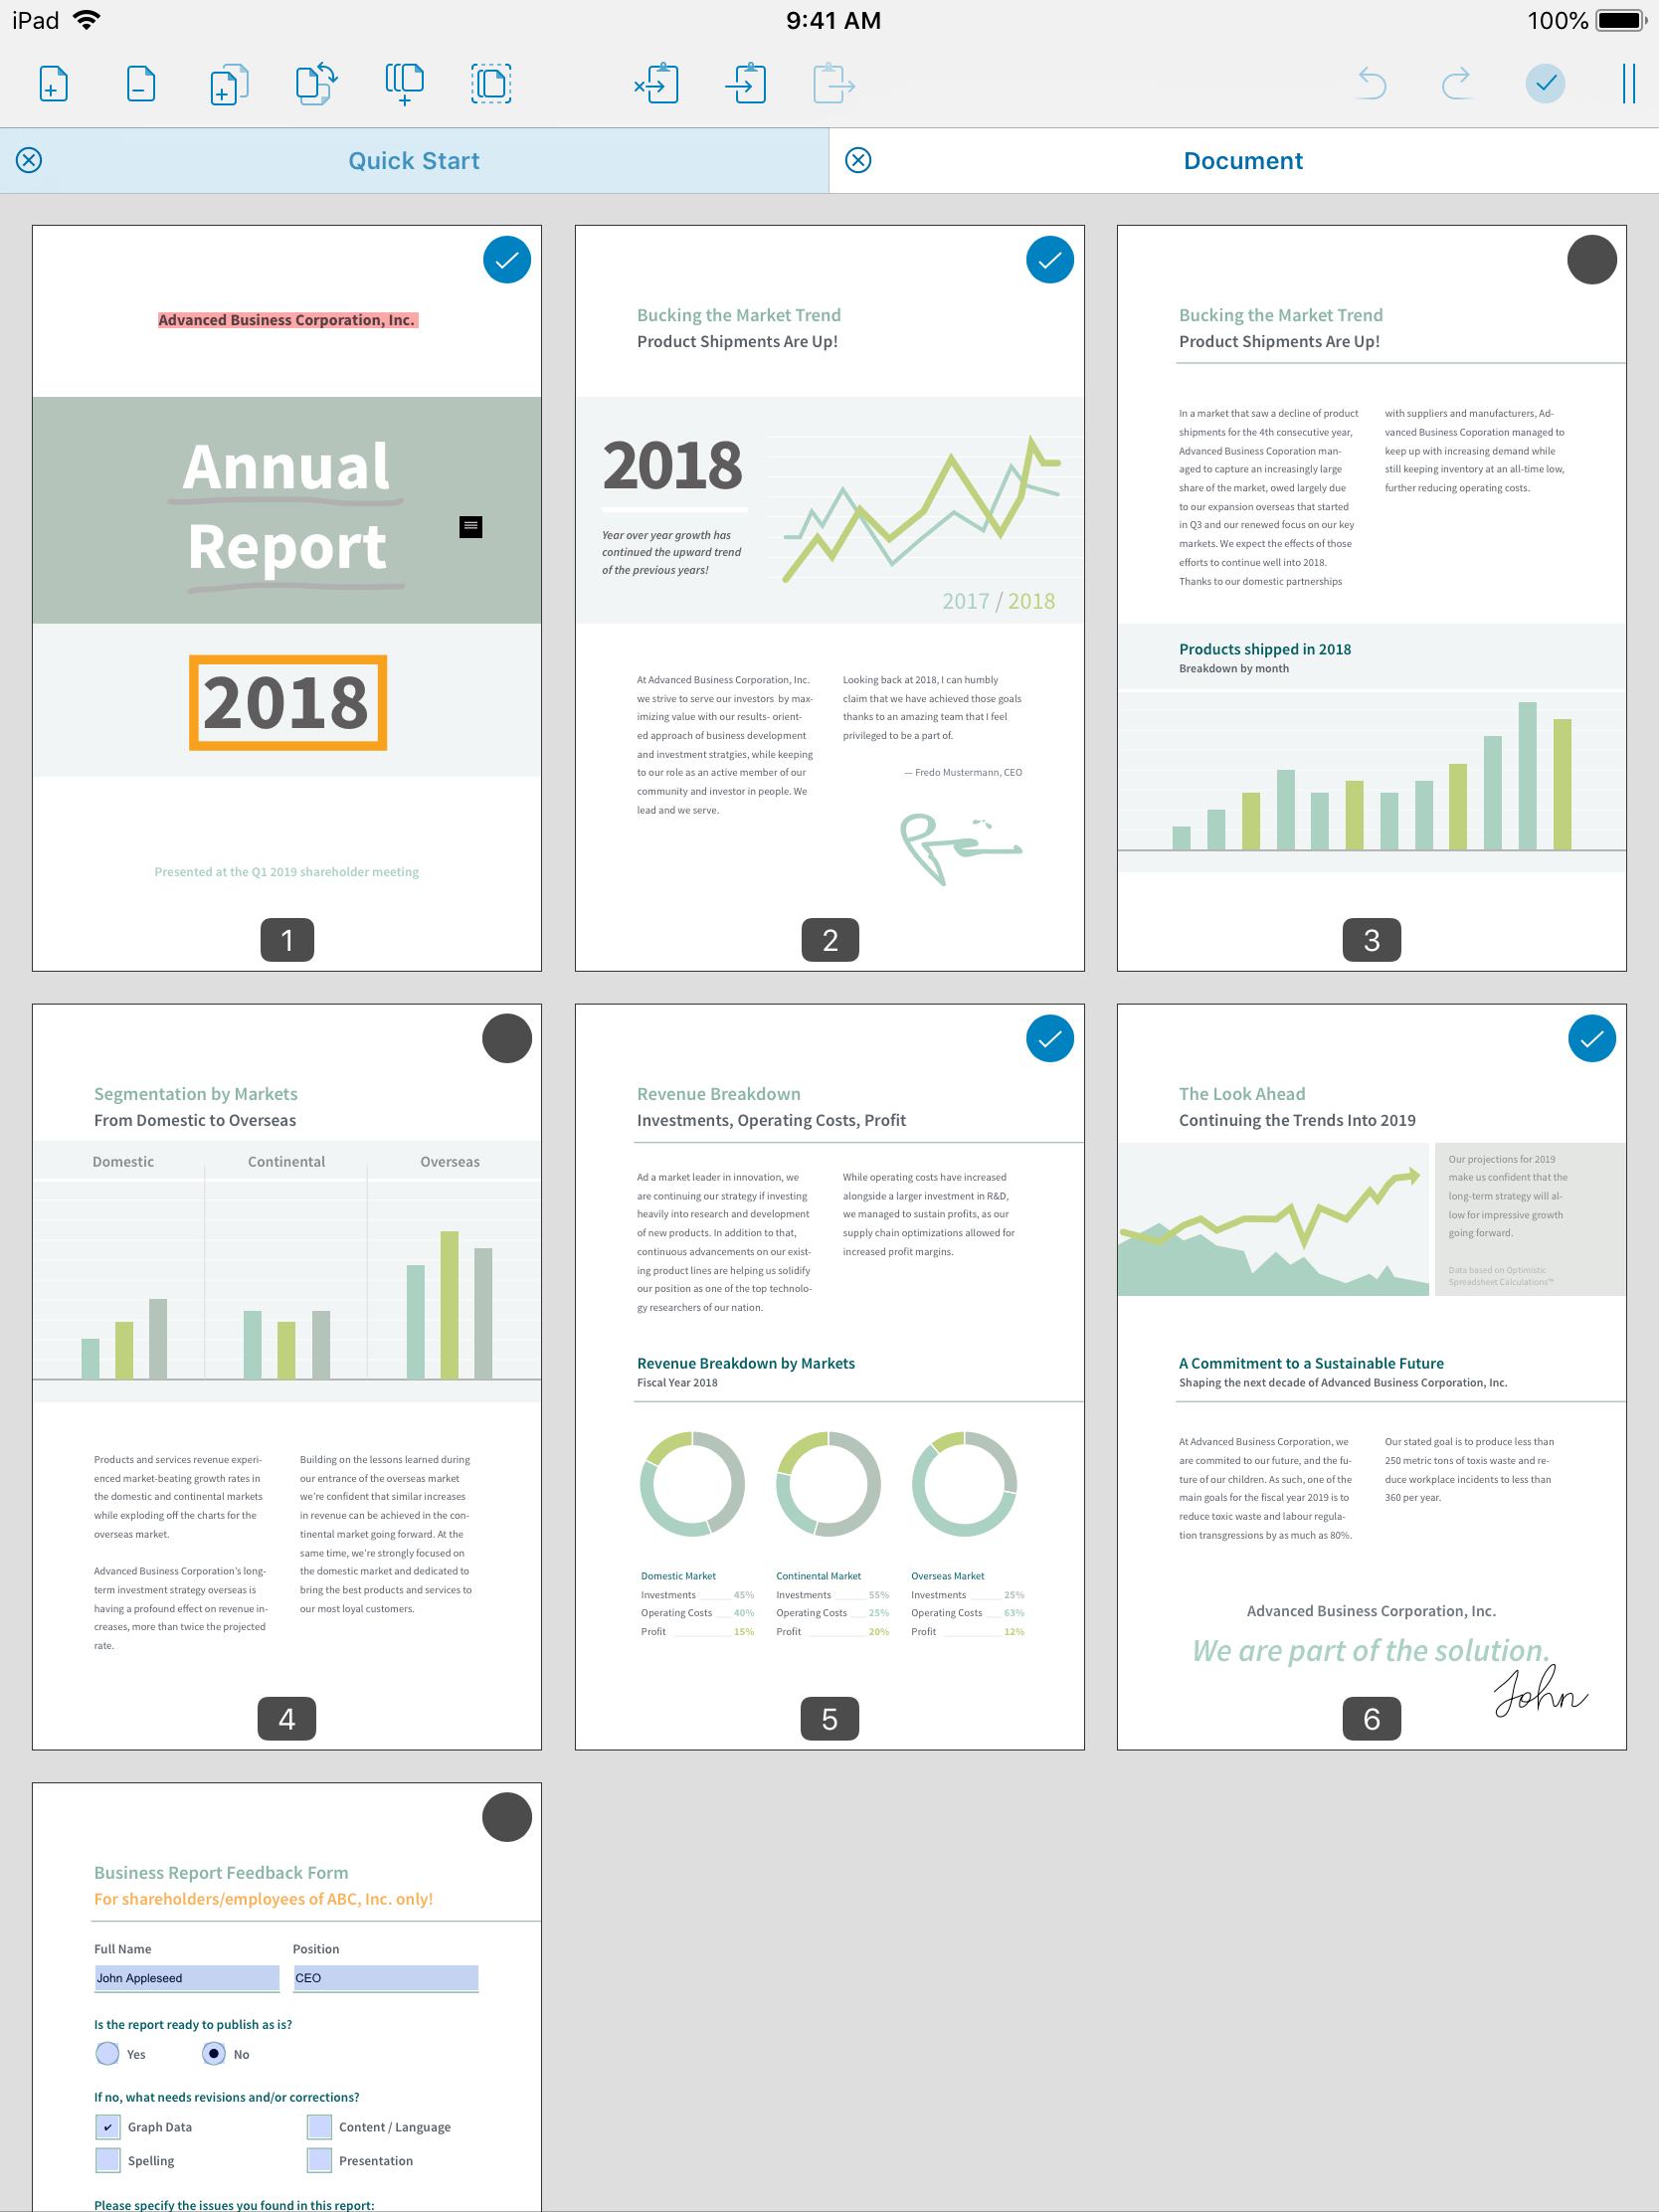 iPad
9:41 AM
100%
Quick Start
Document
Advanced Business Corporation, Inc.
Annual
Report
2018
Presented at the Q1 2019 shareholder meeting
1
Bucking the Market Trend
Product Shipments Are Up!
2018
Year over year growth has
continued the upward trend
of the previous years!
2017 / 2018
At Advanced Business Corporation, Inc.
we strive to serve our investors by max-
imizing value with our results- orient-
ed approach of business development
and investment stratgies, while keeping
to our role as an active member of our
community and investor in people. We
lead and we serve.
Looking back at 2018, I can humbly
claim that we have achieved those goals
thanks to an amazing team that I feel
privileged to be a part of.
— Fredo Mustermann, CEO
2
Bucking the Market Trend
Product Shipments Are Up!
In a market that saw a decline of product
shipments for the 4th consecutive year,
Advanced Business Coporation man-
aged to capture an increasingly large
share of the market, owed largely due
to our expansion overseas that started
in Q3 and our renewed focus on our key
markets. We expect the effects of those
efforts to continue well into 2018.
Thanks to our domestic partnerships
with suppliers and manufacturers, Ad-
vanced Business Coporation managed to
keep up with increasing demand while
still keeping inventory at an all-time low,
further reducing operating costs.
Products shipped in 2018
Breakdown by month
3
Segmentation by Markets
From Domestic to Overseas
Domestic
Continental
Overseas
Products and services revenue experi-
enced market-beating growth rates in
the domestic and continental markets
while exploding off the charts for the
overseas market.
Advanced Business Corporation's long-
term investment strategy overseas is
having a profound effect on revenue in-
creases, more than twice the projected
rate.
Building on the lessons learned during
our entrance of the overseas market
we're confident that similar increases
in revenue can be achieved in the con-
tinental market going forward. At the
same time, we're strongly focused on
the domestic market and dedicated to
bring the best products and services to
our most loyal customers.
4
Revenue Breakdown
Investments, Operating Costs, Profit
Ad a market leader in innovation, we
are continuing our strategy if investing
heavily into research and development
of new products. In addition to that,
continuous advancements on our exist-
ing product lines are helping us solidify
our position as one of the top technolo-
gy researchers of our nation.
While operating costs have increased
alongside a larger investment in R&D,
we managed to sustain profits, as our
supply chain optimizations allowed for
increased profit margins.
Revenue Breakdown by Markets
Fiscal Year 2018
Domestic Market
Investments 45%
Operating Costs 40%
Profit 15%
Continental Market
Investments 55%
Operating Costs 25%
Profit 20%
Overseas Market
Investments 25%
Operating Costs 63%
Profit 12%
5
The Look Ahead
Continuing the Trends Into 2019
Our projections for 2019
make us confident that the
long-term strategy will al-
low for impressive growth
going forward.
Data based on Optimistic
Spreadsheet Calculations™
A Commitment to a Sustainable Future
Shaping the next decade of Advanced Business Corporation, Inc.
At Advanced Business Corporation, we
are commited to our future, and the fu-
ture of our children. As such, one of the
main goals for the fiscal year 2019 is to
reduce toxic waste and labour regula-
tion transgressions by as much as 80%.
Our stated goal is to produce less than
250 metric tons of toxis waste and re-
duce workplace incidents to less than
360 per year.
Advanced Business Corporation, Inc.
We are part of the solution.
John
6
Business Report Feedback Form
For shareholders/employees of ABC, Inc. only!
Full Name
Position
John Appleseed
CEO
Is the report ready to publish as is?
Yes
No
If no, what needs revisions and/or corrections?
Graph Data
Content / Language
Spelling
Presentation
Please specify the issues you found in this report: